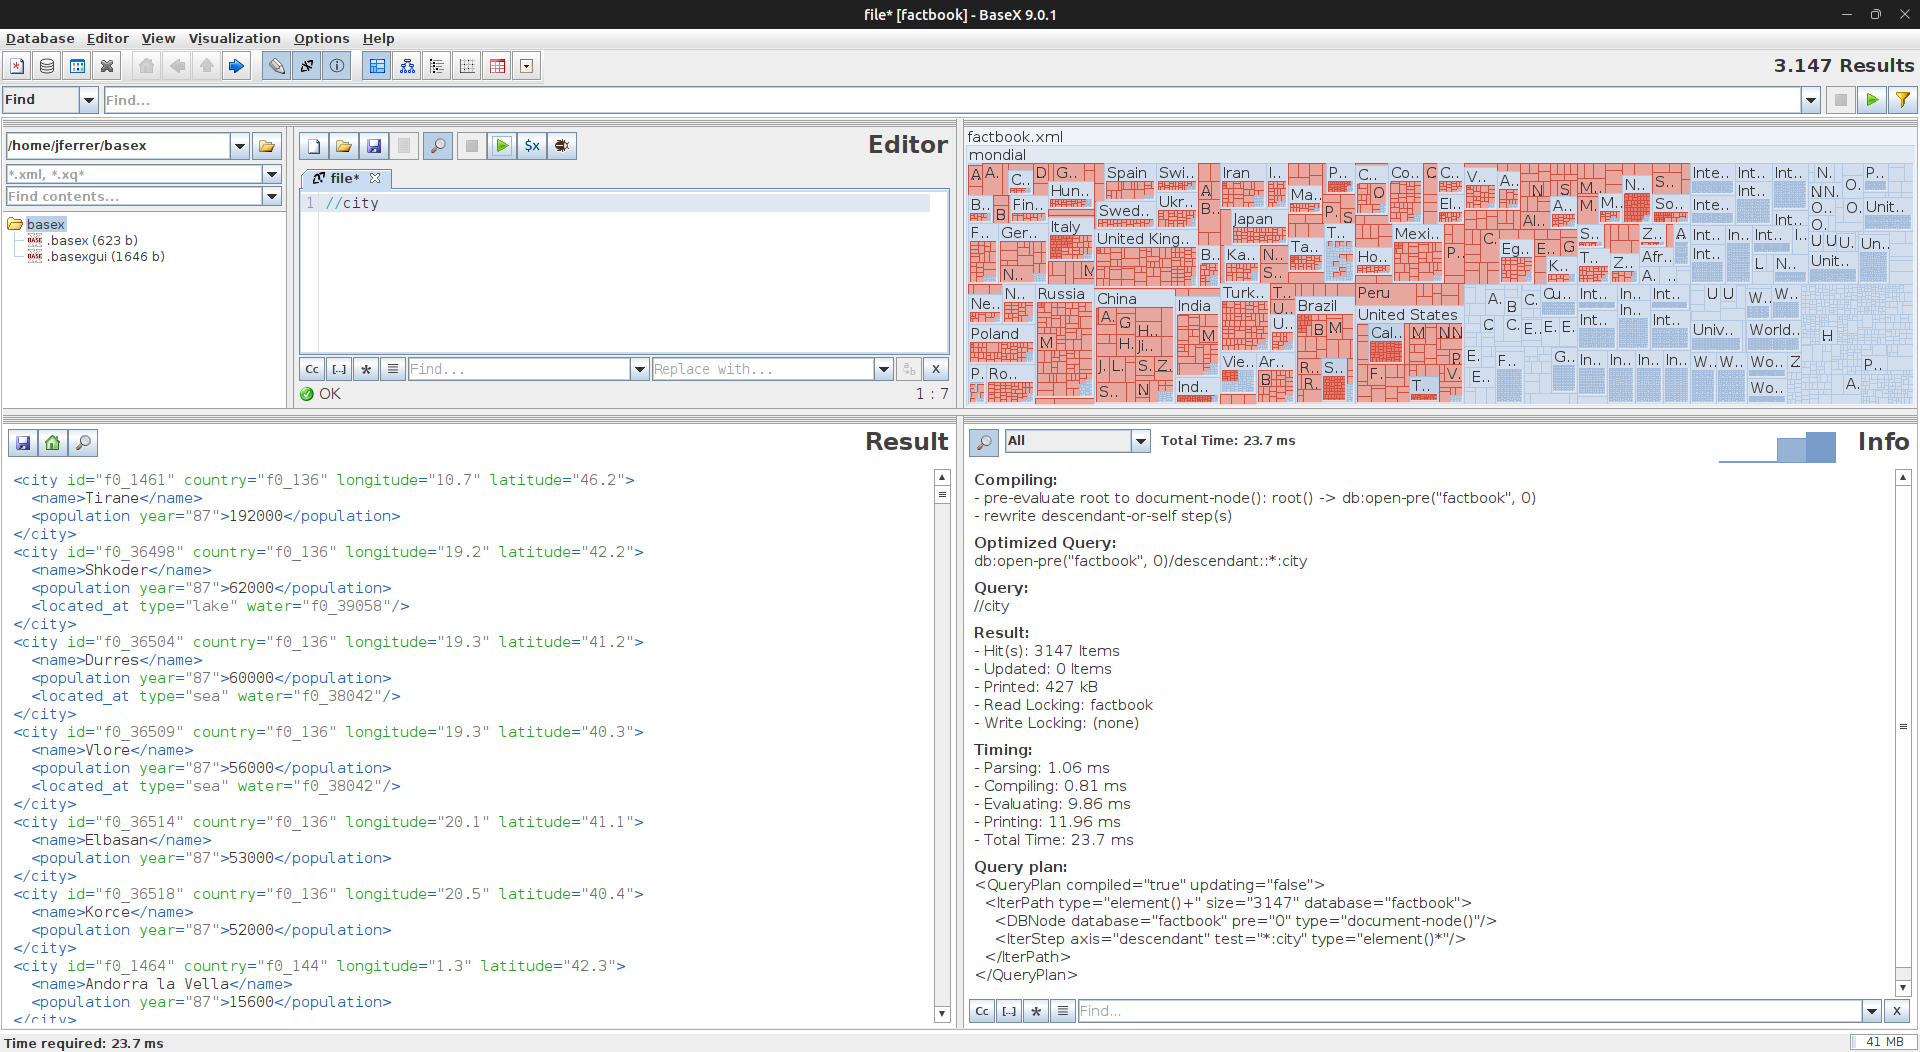 file* [factbook] - BaseX 9.0.1
Database Editor View Visualization Options Help
3.147 Results
Find
Find...
/home/jferrer/basex
*.xml, *.xq*
Find contents...
basex
.basex (623 b)
.basexgui (1646 b)
$x
Editor
file*
1 //city
Cc [..] * Find... Replace with... X
OK
1 : 7
factbook.xml
mondial
Spain
Swi..
Iran
Hun..
Fin..
Swed..
Ukr..
Japan
Italy
Ger..
United King..
Mexi..
Russia
China
India
Turk..
Brazil
Peru
United States
Poland
Cal..
Univ..
World..
Result
<city id="f0_1461" country="f0_136" longitude="10.7" latitude="46.2">
<name>Tirane</name>
<population year="87">192000</population>
</city>
<city id="f0_36498" country="f0_136" longitude="19.2" latitude="42.2">
<name>Shkoder</name>
<population year="87">62000</population>
<located_at type="lake" water="f0_39058"/>
</city>
<city id="f0_36504" country="f0_136" longitude="19.3" latitude="41.2">
<name>Durres</name>
<population year="87">60000</population>
<located_at type="sea" water="f0_38042"/>
</city>
<city id="f0_36509" country="f0_136" longitude="19.3" latitude="40.3">
<name>Vlore</name>
<population year="87">56000</population>
<located_at type="sea" water="f0_38042"/>
</city>
<city id="f0_36514" country="f0_136" longitude="20.1" latitude="41.1">
<name>Elbasan</name>
<population year="87">53000</population>
</city>
<city id="f0_36518" country="f0_136" longitude="20.5" latitude="40.4">
<name>Korce</name>
<population year="87">52000</population>
</city>
<city id="f0_1464" country="f0_144" longitude="1.3" latitude="42.3">
<name>Andorra la Vella</name>
<population year="87">15600</population>
</city>
All
Total Time: 23.7 ms
Info
Compiling:
- pre-evaluate root to document-node(): root() -> db:open-pre("factbook", 0)
- rewrite descendant-or-self step(s)
Optimized Query:
db:open-pre("factbook", 0)/descendant::*:city
Query:
//city
Result:
- Hit(s): 3147 Items
- Updated: 0 Items
- Printed: 427 kB
- Read Locking: factbook
- Write Locking: (none)
Timing:
- Parsing: 1.06 ms
- Compiling: 0.81 ms
- Evaluating: 9.86 ms
- Printing: 11.96 ms
- Total Time: 23.7 ms
Query plan:
<QueryPlan compiled="true" updating="false">
<IterPath type="element()+" size="3147" database="factbook">
<DBNode database="factbook" pre="0" type="document-node()"/>
<IterStep axis="descendant" test="*:city" type="element()*"/>
</IterPath>
</QueryPlan>
Cc [..] * Find... X
Time required: 23.7 ms
41 MB